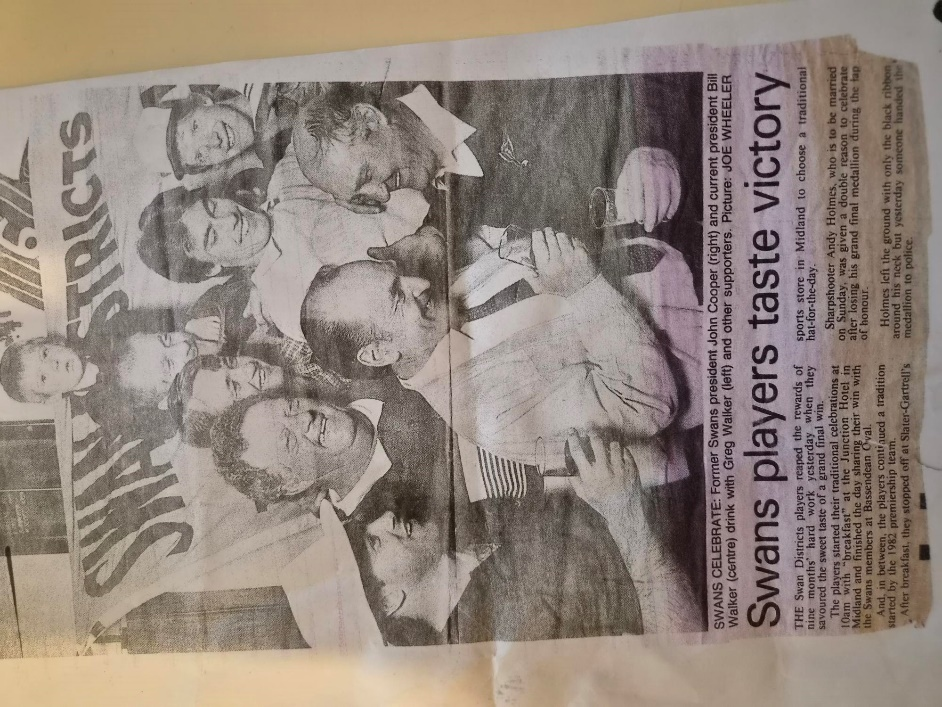 SWAN DISTRICTS
SWANS CELEBRATE: Former Swans president John Cooper (right) and current president Bill
Walker (centre) drink with Greg Walker (left) and other supporters. Picture: JOE WHEELER
Swans players taste victory
THE Swan Districts players reaped the rewards of
nine months' hard work yesterday when they
savoured the sweet taste of a grand final win.
The players started their traditional celebrations at
10am with "breakfast" at the Junction Hotel in
Midland and finished the day sharing their win with
the Swans members at Bassendean Oval.
And, in between, the players continued a tradition
started by the 1982 premiership team.
After breakfast, they stopped off at Slater-Gartrell's
sports store in Midland to choose a traditional
hat-for-the-day.
Sharpshooter Andy Holmes, who is to be married
on Sunday, was given a double reason to celebrate
after losing his grand final medallion during the lap
of honour.
Holmes left the ground with only the black ribbon
around his neck but yesterday someone handed the
medallion to police.